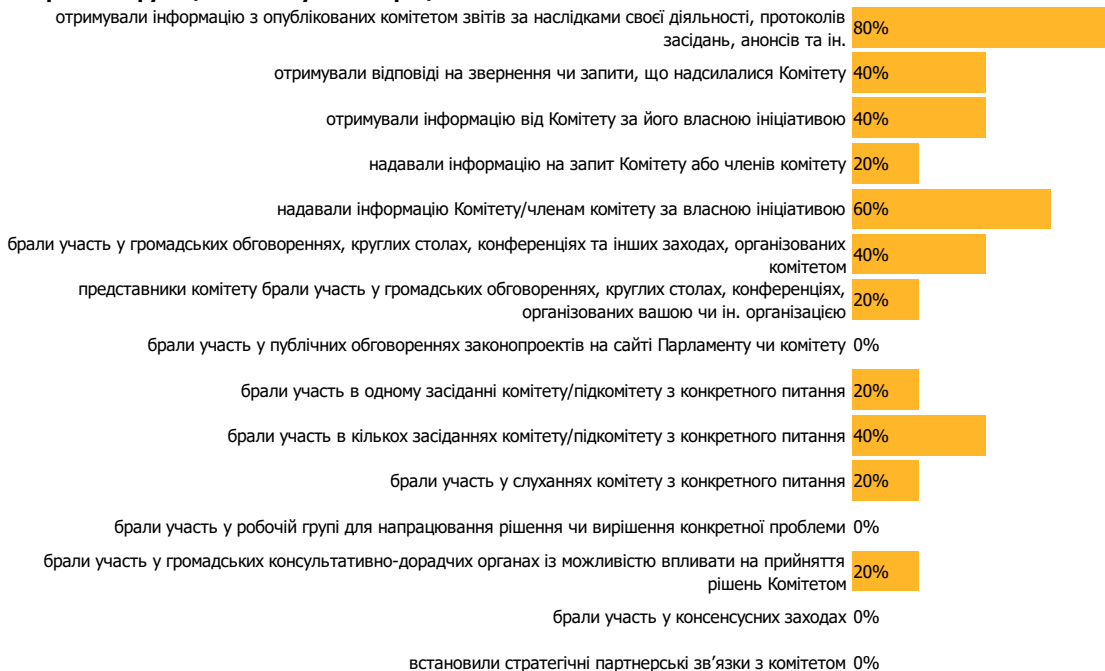 отримували інформацію з опублікованих комітетом звітів за наслідками своєї діяльності, протоколів
засідань, анонсів та ін.
80%
отримували відповіді на звернення чи запити, що надсилалися Комітету 40%
отримували інформацію від Комітету за його власною ініціативою 40%
надавали інформацію на запит Комітету або членів комітету 20%
надавали інформацію Комітету/членам комітету за власною ініціативою 60%
брали участь у громадських обговореннях, круглих столах, конференціях та інших заходах, організованих
комітетом
40%
представники комітету брали участь у громадських обговореннях, круглих столах, конференціях,
організованих вашою чи ін. організацією
20%
брали участь у публічних обговореннях законопроектів на сайті Парламенту чи комітету 0%
брали участь в одному засіданні комітету/підкомітету з конкретного питання 20%
брали участь в кількох засіданнях комітету/підкомітету з конкретного питання 40%
брали участь у слуханнях комітету з конкретного питання 20%
брали участь у робочій групі для напрацювання рішення чи вирішення конкретної проблеми 0%
брали участь у громадських консультативно-дорадчих органах із можливістю впливати на прийняття
рішень Комітетом
20%
брали участь у консенсусних заходах 0%
встановили стратегічні партнерські зв’язки з комітетом 0%